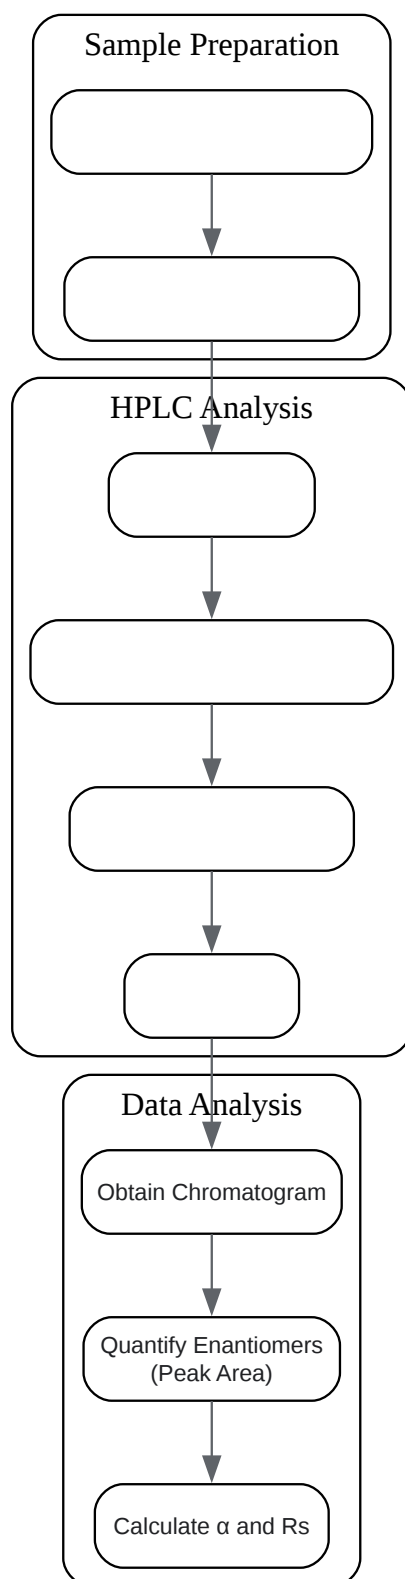 Sample Preparation
HPLC Analysis
Data Analysis
Obtain Chromatogram
Quantify Enantiomers
(Peak Area)
Calculate α and Rs